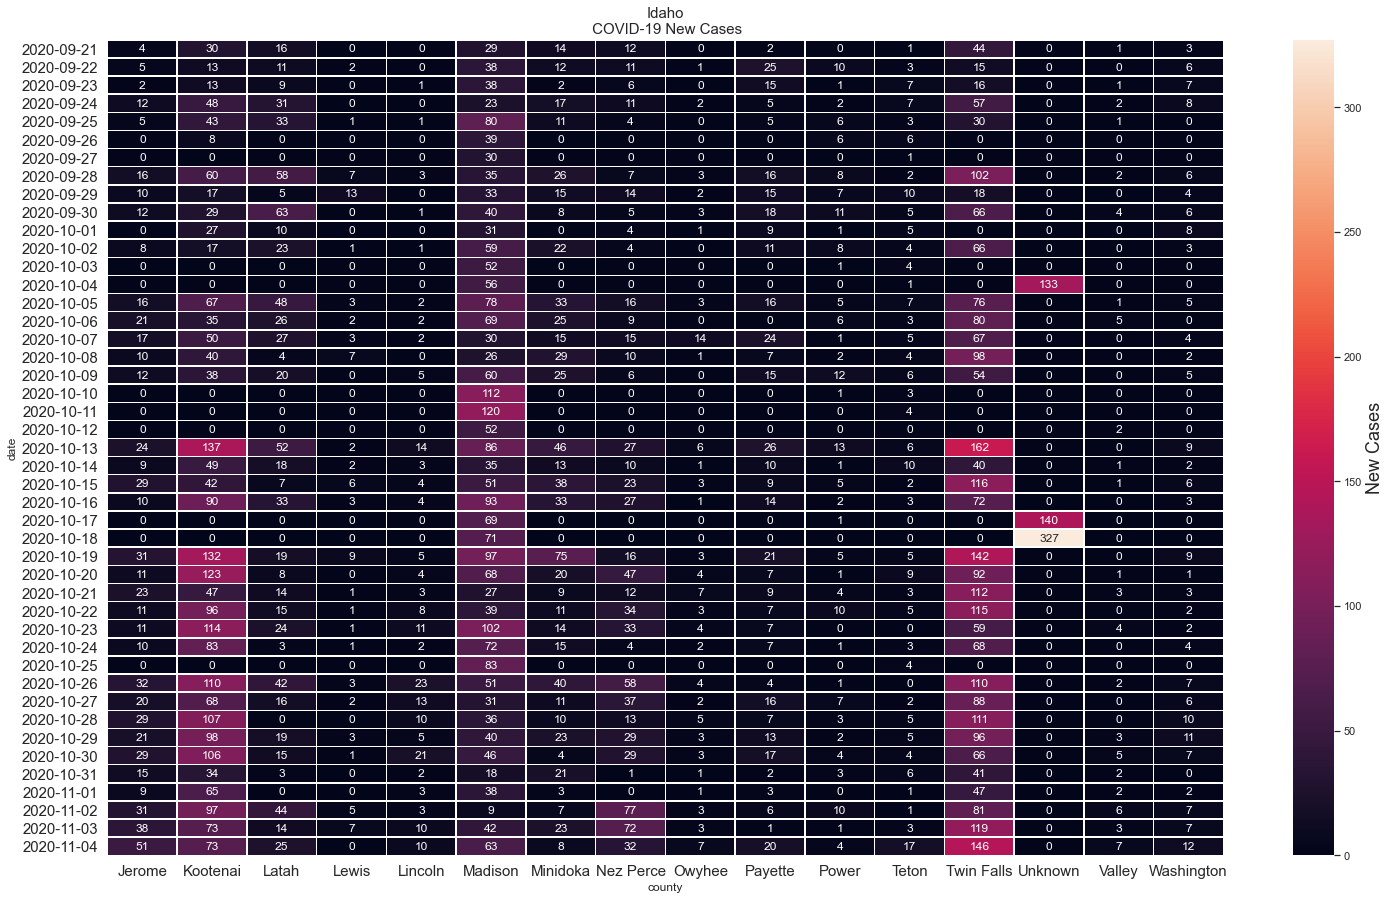 Idaho
COVID-19 New Cases
2020-09-21 4 30 16 0 0 29 14 12 0 2 0 1 44 0 1 3
2020-09-22 5 13 11 2 0 38 12 11 1 25 10 3 15 0 0 6
2020-09-23 2 13 9 0 1 38 2 6 0 15 1 7 16 0 1 7
2020-09-24 12 48 31 0 0 23 17 11 2 5 2 7 57 0 2 8
2020-09-25 5 43 33 1 1 80 11 4 0 5 6 3 30 0 1 0
2020-09-26 0 8 0 0 0 39 0 0 0 0 6 6 0 0 0 0
2020-09-27 0 0 0 0 0 30 0 0 0 0 0 1 0 0 0 0
2020-09-28 16 60 58 7 3 35 26 7 3 16 8 2 102 0 2 6
2020-09-29 10 17 5 13 0 33 15 14 2 15 7 10 18 0 0 4
2020-09-30 12 29 63 0 1 40 8 5 3 18 11 5 66 0 4 6
2020-10-01 0 27 10 0 0 31 0 4 1 9 1 5 0 0 0 8
2020-10-02 8 17 23 1 1 59 22 4 0 11 8 4 66 0 0 3
2020-10-03 0 0 0 0 0 52 0 0 0 0 1 4 0 0 0 0
2020-10-04 0 0 0 0 0 56 0 0 0 0 0 1 0 133 0 0
2020-10-05 16 67 48 3 2 78 33 16 3 16 5 7 76 0 1 5
2020-10-06 21 35 26 2 2 69 25 9 0 0 6 3 80 0 5 0
2020-10-07 17 50 27 3 2 30 15 15 14 24 1 5 67 0 0 4
2020-10-08 10 40 4 7 0 26 29 10 1 7 2 4 98 0 0 2
2020-10-09 12 38 20 0 5 60 25 6 0 15 12 6 54 0 0 5
2020-10-10 0 0 0 0 0 112 0 0 0 0 1 3 0 0 0 0
2020-10-11 0 0 0 0 0 120 0 0 0 0 0 4 0 0 0 0
2020-10-12 0 0 0 0 0 52 0 0 0 0 0 0 0 0 2 0
2020-10-13 24 137 52 2 14 86 46 27 6 26 13 6 162 0 0 9
2020-10-14 9 49 18 2 3 35 13 10 1 10 1 10 40 0 1 2
2020-10-15 29 42 7 6 4 51 38 23 3 9 5 2 116 0 1 6
2020-10-16 10 90 33 3 4 93 33 27 1 14 2 3 72 0 0 3
2020-10-17 0 0 0 0 0 69 0 0 0 0 1 0 0 140 0 0
2020-10-18 0 0 0 0 0 71 0 0 0 0 0 0 0 327 0 0
2020-10-19 31 132 19 9 5 97 75 16 3 21 5 5 142 0 0 9
2020-10-20 11 123 8 0 4 68 20 47 4 7 1 9 92 0 1 1
2020-10-21 23 47 14 1 3 27 9 12 7 9 4 3 112 0 3 3
2020-10-22 11 96 15 1 8 39 11 34 3 7 10 5 115 0 0 2
2020-10-23 11 114 24 1 11 102 14 33 4 7 0 0 59 0 4 2
2020-10-24 10 83 3 1 2 72 15 4 2 7 1 3 68 0 0 4
2020-10-25 0 0 0 0 0 83 0 0 0 0 0 4 0 0 0 0
2020-10-26 32 110 42 3 23 51 40 58 4 4 1 0 110 0 2 7
2020-10-27 20 68 16 2 13 31 11 37 2 16 7 2 88 0 0 6
2020-10-28 29 107 0 0 10 36 10 13 5 7 3 5 111 0 0 10
2020-10-29 21 98 19 3 5 40 23 29 3 13 2 5 96 0 3 11
2020-10-30 29 106 15 1 21 46 4 29 3 17 4 4 66 0 5 7
2020-10-31 15 34 3 0 2 18 21 1 1 2 3 6 41 0 2 0
2020-11-01 9 65 0 0 3 38 3 0 1 3 0 1 47 0 2 2
2020-11-02 31 97 44 5 3 9 7 77 3 6 10 1 81 0 6 7
2020-11-03 38 73 14 7 10 42 23 72 3 1 1 3 119 0 3 7
2020-11-04 51 73 25 0 10 63 8 32 7 20 4 17 146 0 7 12
Jerome Kootenai Latah Lewis Lincoln Madison Minidoka Nez Perce Owyhee Payette Power Teton Twin Falls Unknown Valley Washington
county
date
300
250
200
150
100
50
0
New Cases